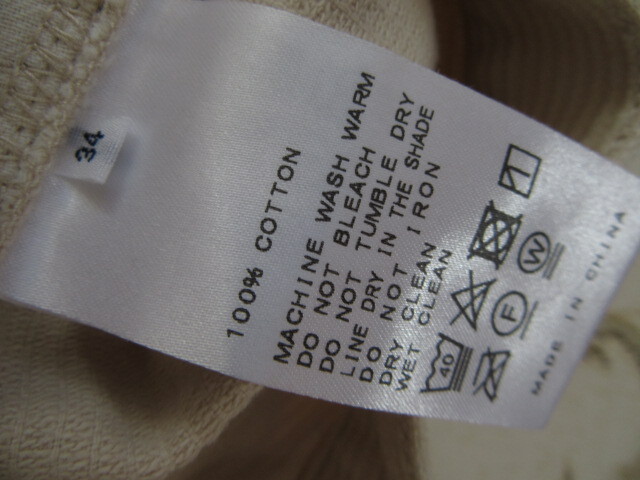 34
100% COTTON
MACHINE WASH WARM
DO NOT BLEACH
DO NOT TUMBLE DRY
LINE DRY IN THE SHADE
DO NOT IRON
DRY CLEAN
WET CLEAN
40
F
W
MADE IN CHINA